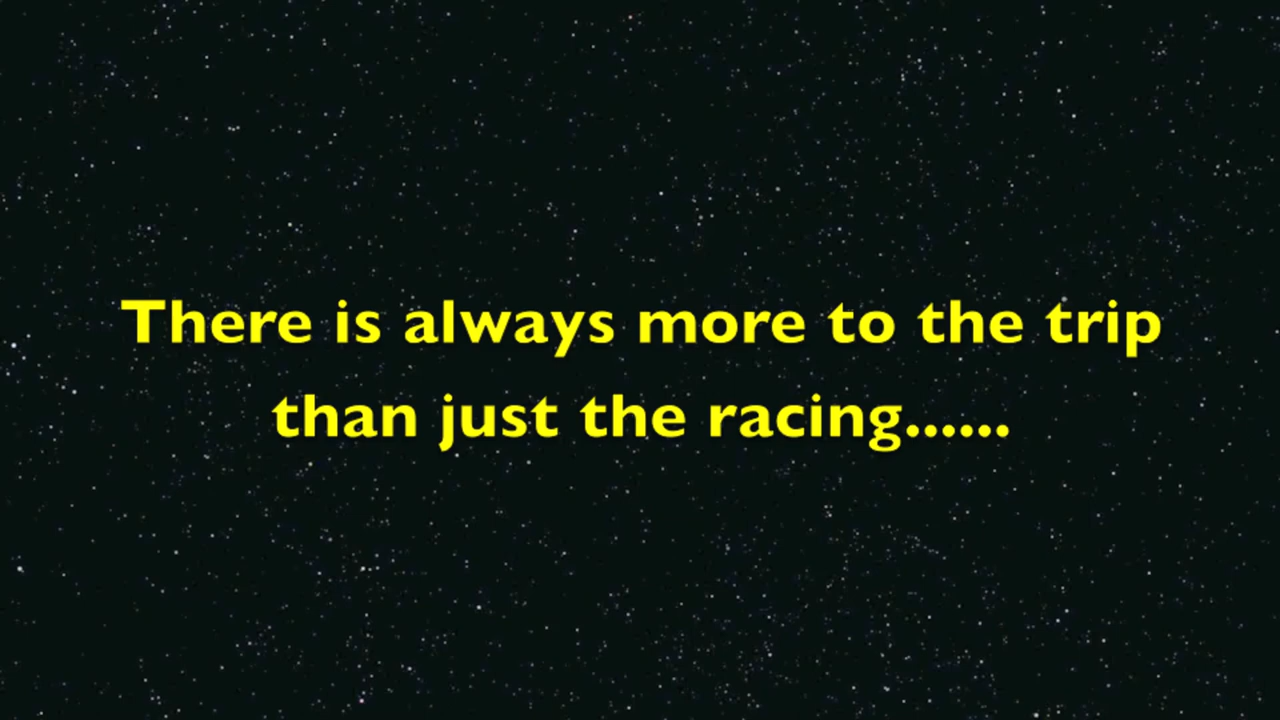 There is always more to the trip
than just the racing......